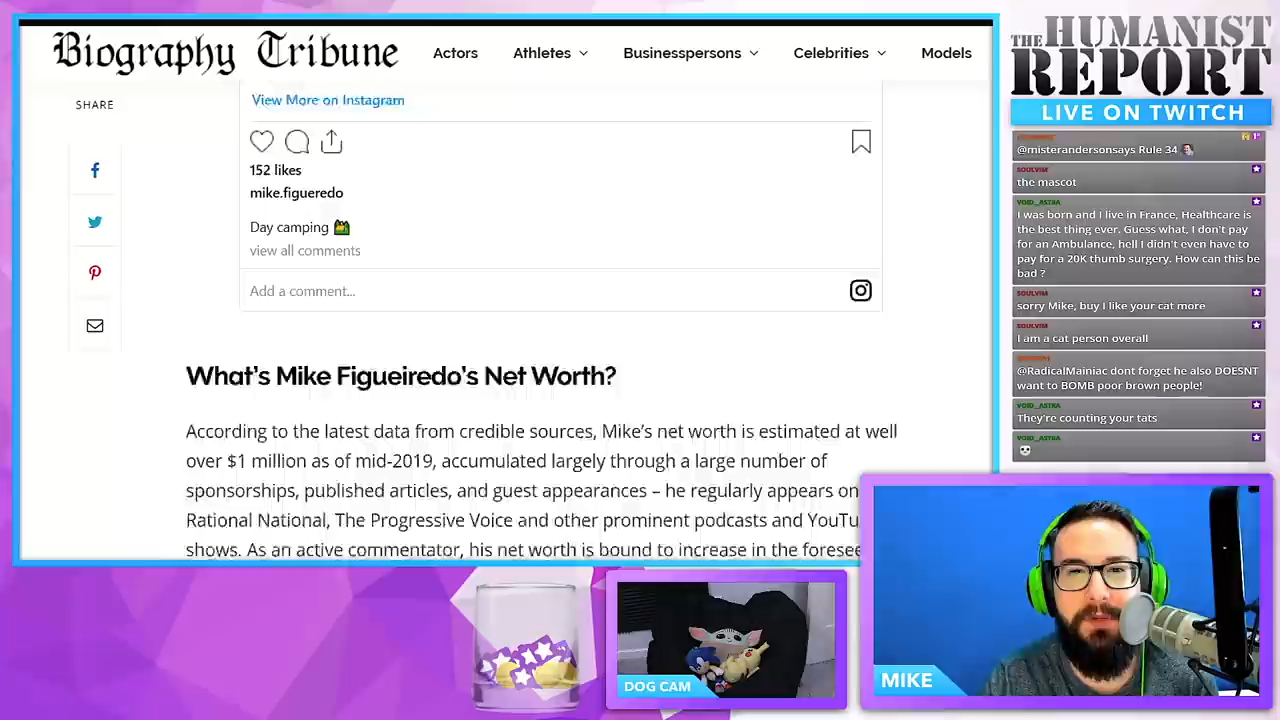 Biography Tribune
Actors
Athletes
Businesspersons
Celebrities
Models
SHARE
View More on Instagram
152 likes
mike.figueredo
Day camping
view all comments
Add a comment...
What's Mike Figueiredo's Net Worth?
According to the latest data from credible sources, Mike's net worth is estimated at well
over $1 million as of mid-2019, accumulated largely through a large number of
sponsorships, published articles, and guest appearances – he regularly appears on
Rational National, The Progressive Voice and other prominent podcasts and YouTu
shows. As an active commentator, his net worth is bound to increase in the foresee
THE HUMANIST
REPORT
LIVE ON TWITCH
@misterandersonsays Rule 34
SOULVIM
the mascot
VOID_ASTRA
I was born and I live in France, Healthcare is
the best thing ever. Guess what, I don't pay
for an Ambulance, hell I didn't even have to
pay for a 20K thumb surgery. How can this be
bad ?
SOULVIM
sorry Mike, buy I like your cat more
SOULVIM
I am a cat person overall
@RadicalMainiac dont forget he also DOESNT
want to BOMB poor brown people!
VOID_ASTRA
They're counting your tats
VOID_ASTRA
DOG CAM
MIKE